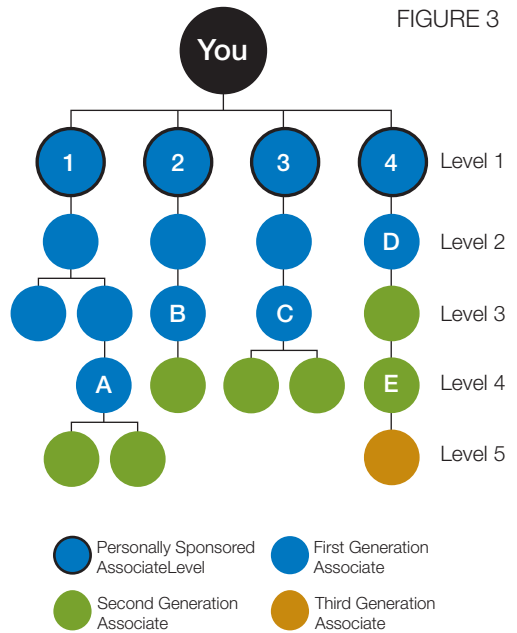 FIGURE 3
You
1 2 3 4 Level 1
D Level 2
B C Level 3
A E Level 4
Level 5
Personally Sponsored
AssociateLevel
First Generation
Associate
Second Generation
Associate
Third Generation
Associate